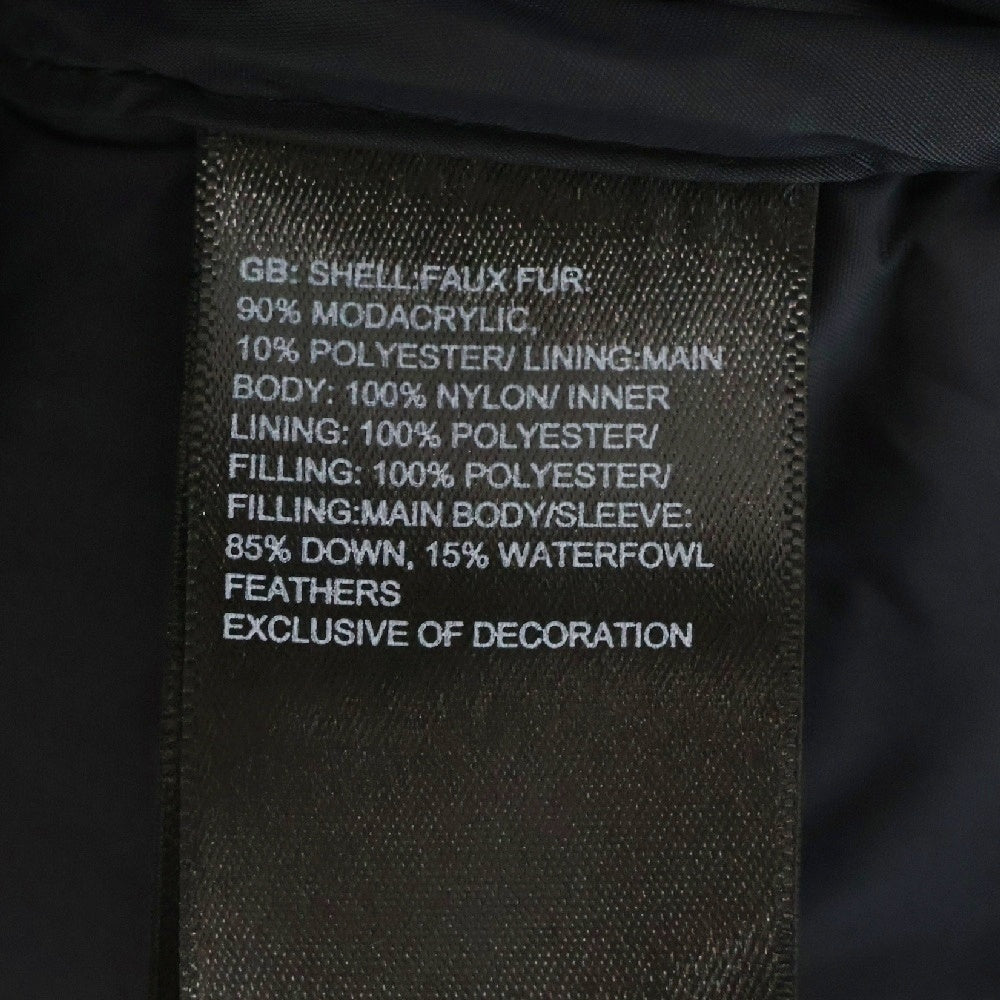 GB: SHELL:FAUX FUR:
90% MODACRYLIC,
10% POLYESTER/ LINING:MAIN
BODY: 100% NYLON/ INNER
LINING: 100% POLYESTER/
FILLING: 100% POLYESTER/
FILLING:MAIN BODY/SLEEVE:
85% DOWN, 15% WATERFOWL
FEATHERS
EXCLUSIVE OF DECORATION